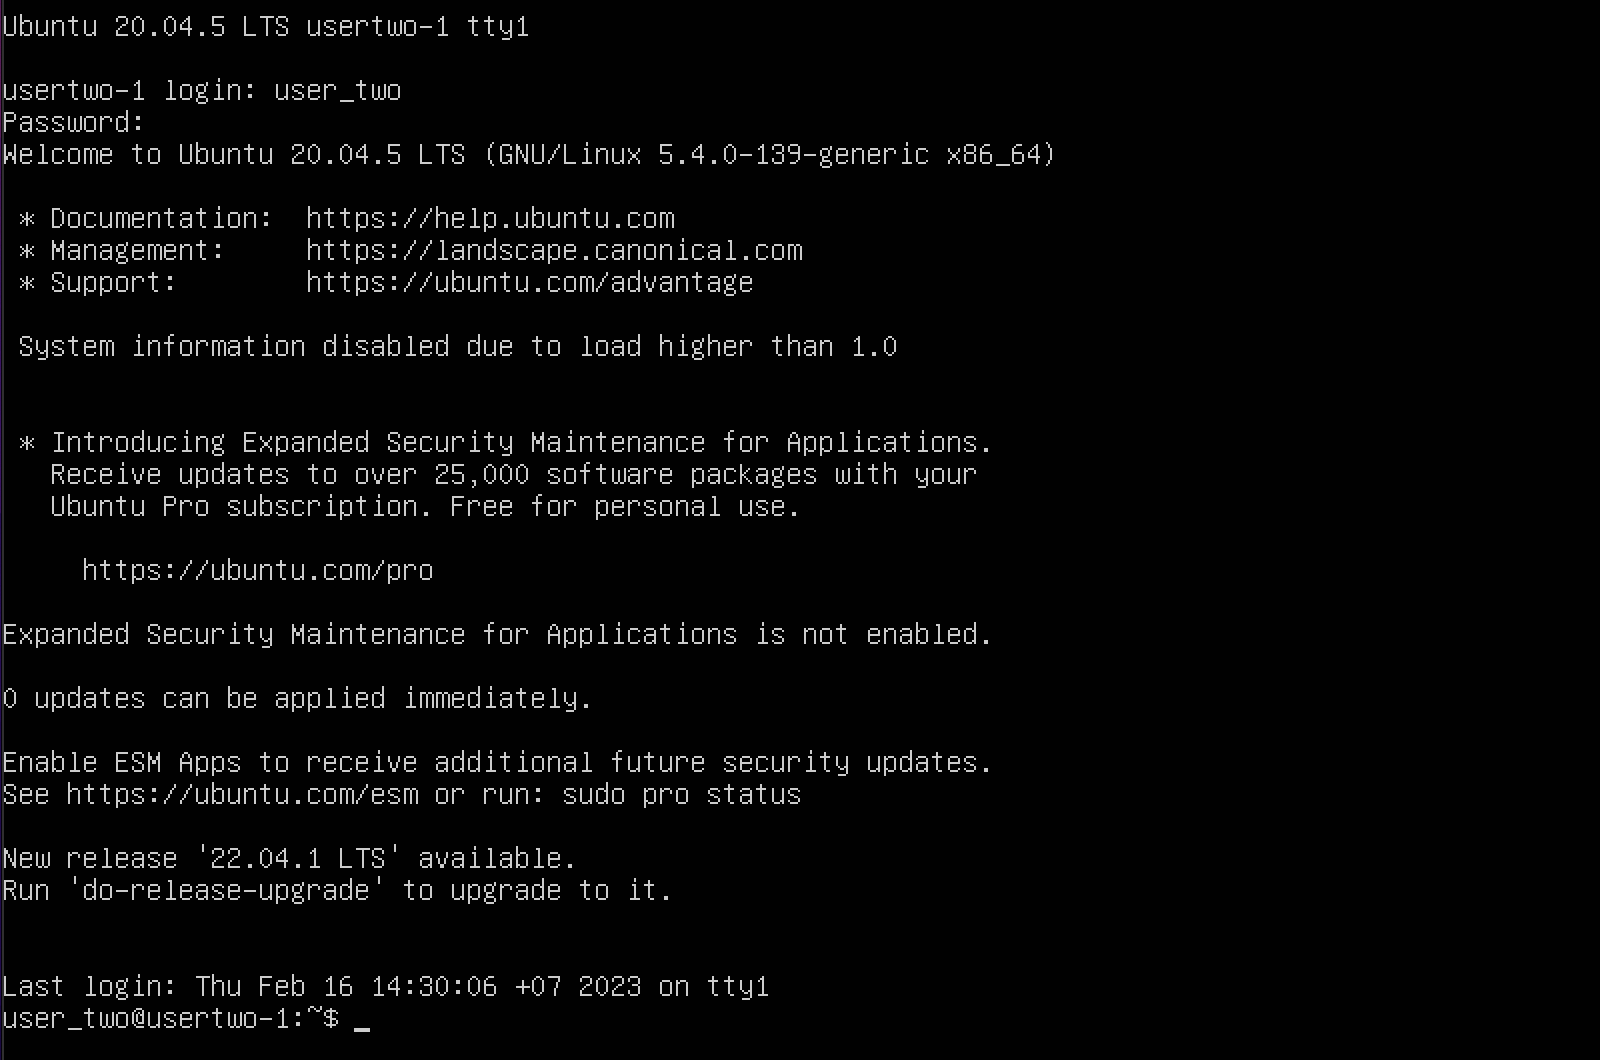 Ubuntu 20.04.5 LTS usertwo-1 tty1
usertwo-1 login: user_two
Password:
Welcome to Ubuntu 20.04.5 LTS (GNU/Linux 5.4.0-139-generic x86_64)
* Documentation:  https://help.ubuntu.com
* Management:     https://landscape.canonical.com
* Support:        https://ubuntu.com/advantage
System information disabled due to load higher than 1.0
* Introducing Expanded Security Maintenance for Applications.
Receive updates to over 25,000 software packages with your
Ubuntu Pro subscription. Free for personal use.
https://ubuntu.com/pro
Expanded Security Maintenance for Applications is not enabled.
0 updates can be applied immediately.
Enable ESM Apps to receive additional future security updates.
See https://ubuntu.com/esm or run: sudo pro status
New release '22.04.1 LTS' available.
Run 'do-release-upgrade' to upgrade to it.
Last login: Thu Feb 16 14:30:06 +07 2023 on tty1
user_two@usertwo-1:~$ _